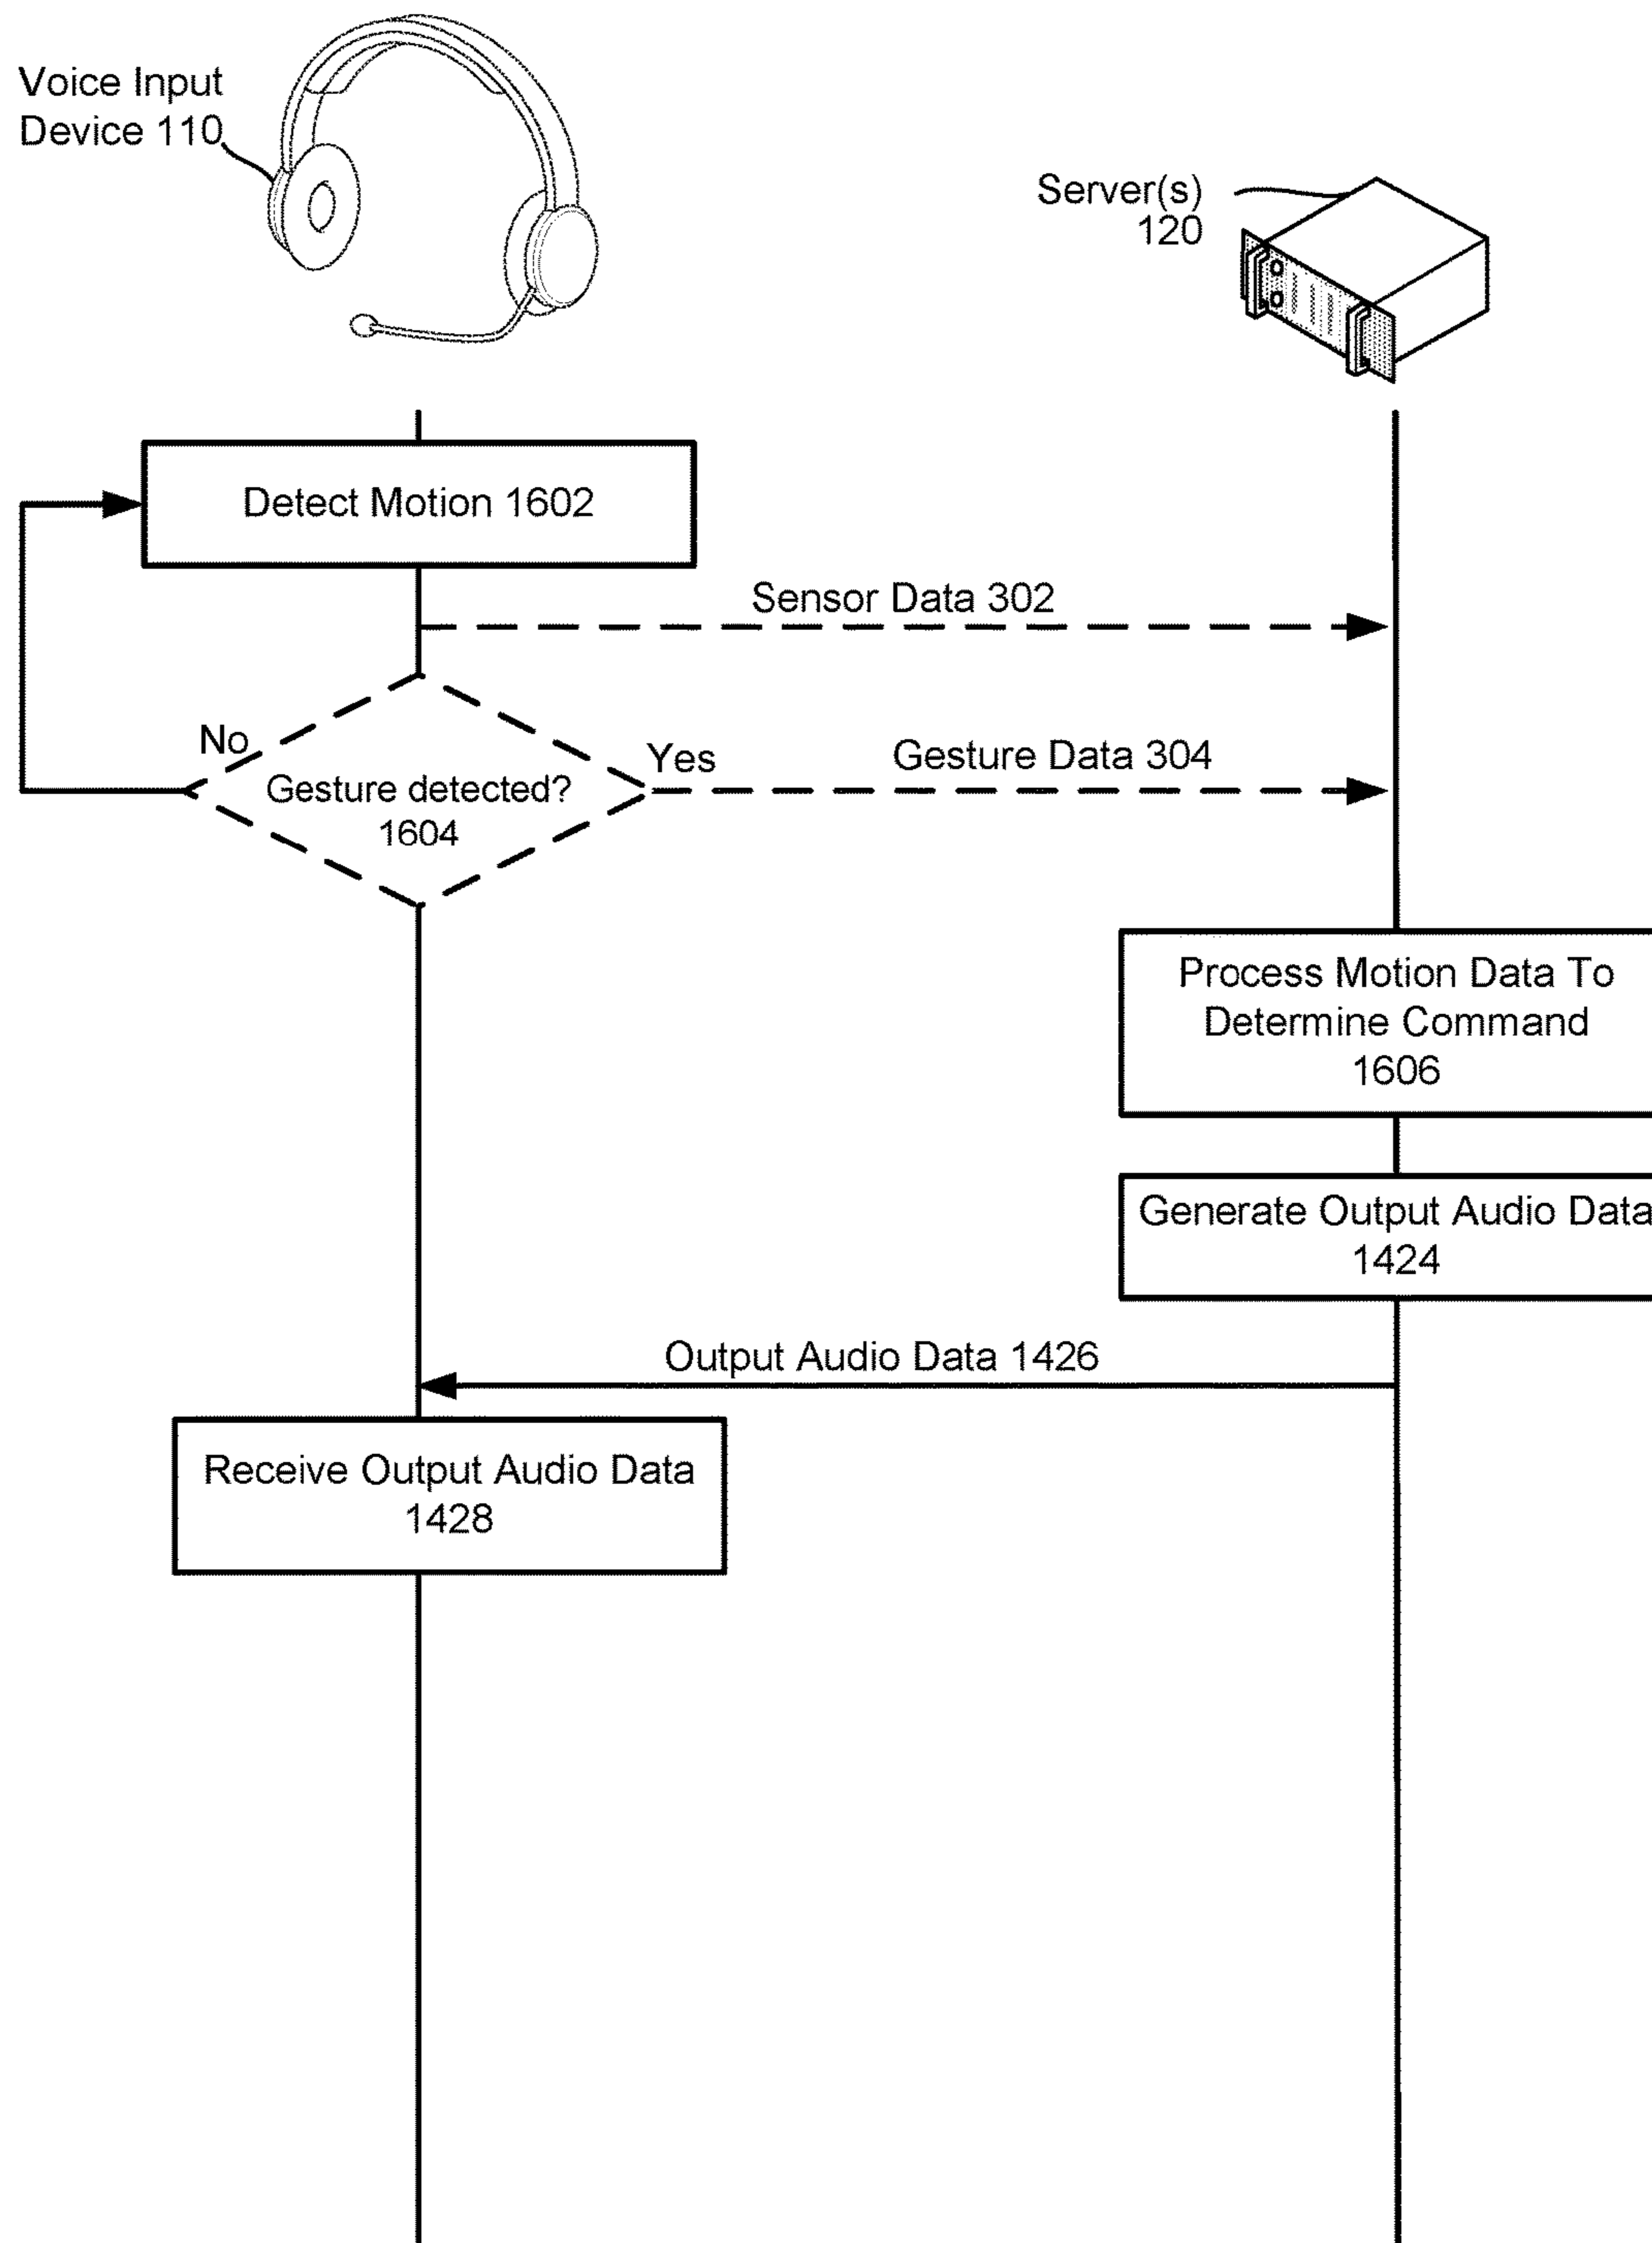 Voice Input
Device 110
Server(s)
120
Detect Motion 1602
Sensor Data 302
No
Yes
Gesture Data 304
Gesture detected?
1604
Process Motion Data To
Determine Command
1606
Generate Output Audio Data
1424
Output Audio Data 1426
Receive Output Audio Data
1428